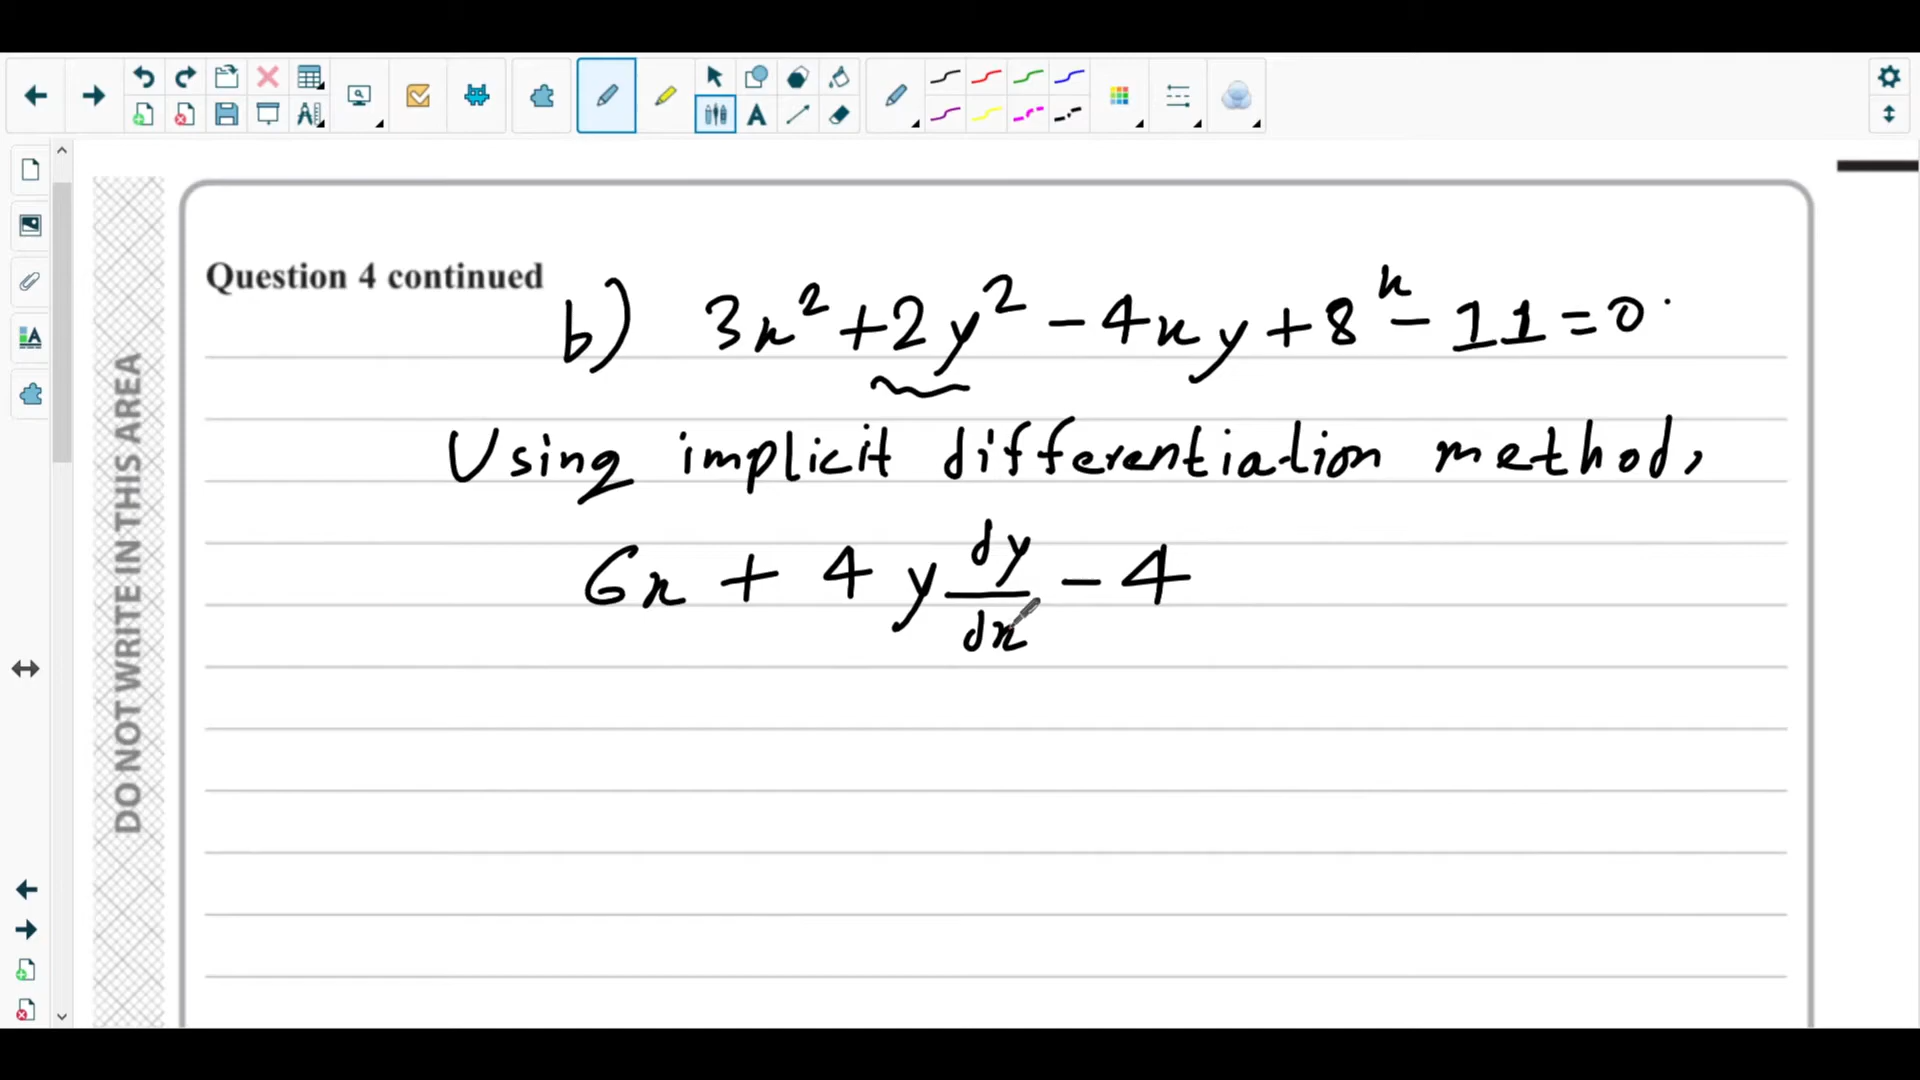 Question 4 continued
b) 3x² + 2y² - 4xy + 8ˣ - 11 = 0.
Using implicit differentiation method,
6x + 4y dy/dx - 4
DO NOT WRITE IN THIS AREA